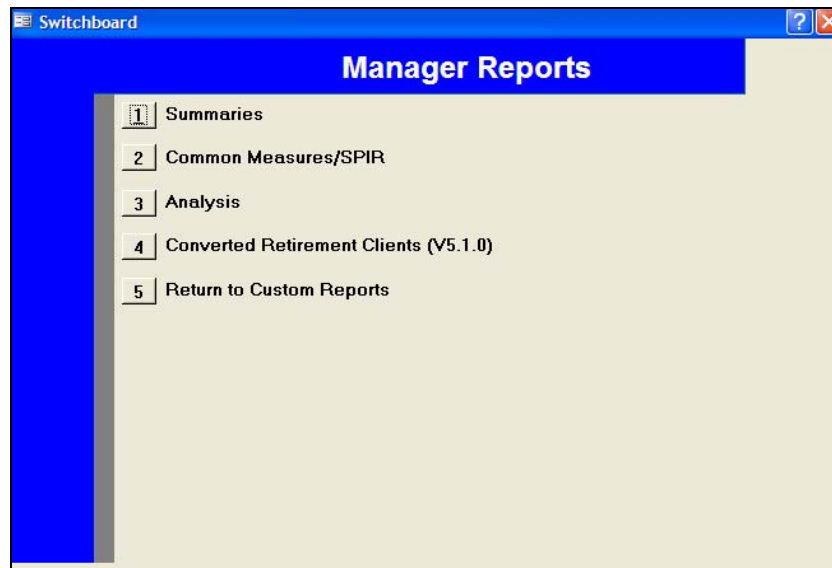 Switchboard
Manager Reports
1 Summaries
2 Common Measures/SPIR
3 Analysis
4 Converted Retirement Clients (V5.1.0)
5 Return to Custom Reports